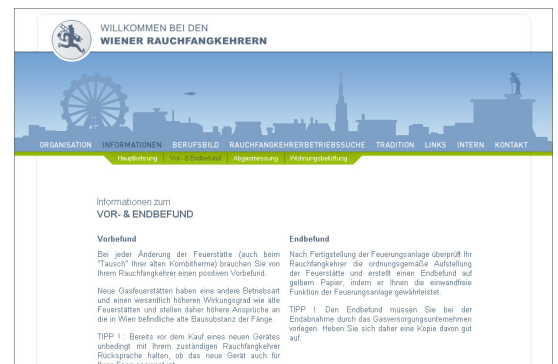 WILLKOMMEN BEI DEN
WIENER RAUCHFANGKEHRERN
ORGANISATION INFORMATIONEN BERUFSBILD RAUCHFANGKEHRERBETRIEBSSUCHE TRADITION LINKS INTERN KONTAKT
Hauptkehrung Vor- & Endbefund Abgasmessung Wohnungsbelüftung
Informationen zum
VOR- & ENDBEFUND
Vorbefund
Bei jeder Änderung der Feuerstätte (auch beim
"Tausch" Ihrer alten Kombitherme) brauchen Sie von
Ihrem Rauchfangkehrer einen positiven Vorbefund.
Neue Gasfeuerstätten haben eine andere Betriebsart
und einen wesentlich höheren Wirkungsgrad wie alte
Feuerstätten und stellen daher höhere Ansprüche an
die in Wien befindliche alte Bausubstanz der Fänge.
TIPP ! : Bereits vor dem Kauf eines neuen Gerätes
unbedingt mit Ihrem zuständigen Rauchfangkehrer
Rücksprache halten, ob das neue Gerät auch für
Endbefund
Nach Fertigstellung der Feuerungsanlage überprüft Ihr
Rauchfangkehrer die ordnungsgemäße Aufstellung
der Feuerstätte und erstellt einen Endbefund auf
gelbem Papier, indem er Ihnen die einwandfreie
Funktion der Feuerungsanlage gewährleistet.
TIPP !: Den Endbefund müssen Sie bei der
Endabnahme durch das Gasversorgungsunternehmen
vorlegen. Heben Sie sich daher eine Kopie davon gut
auf.